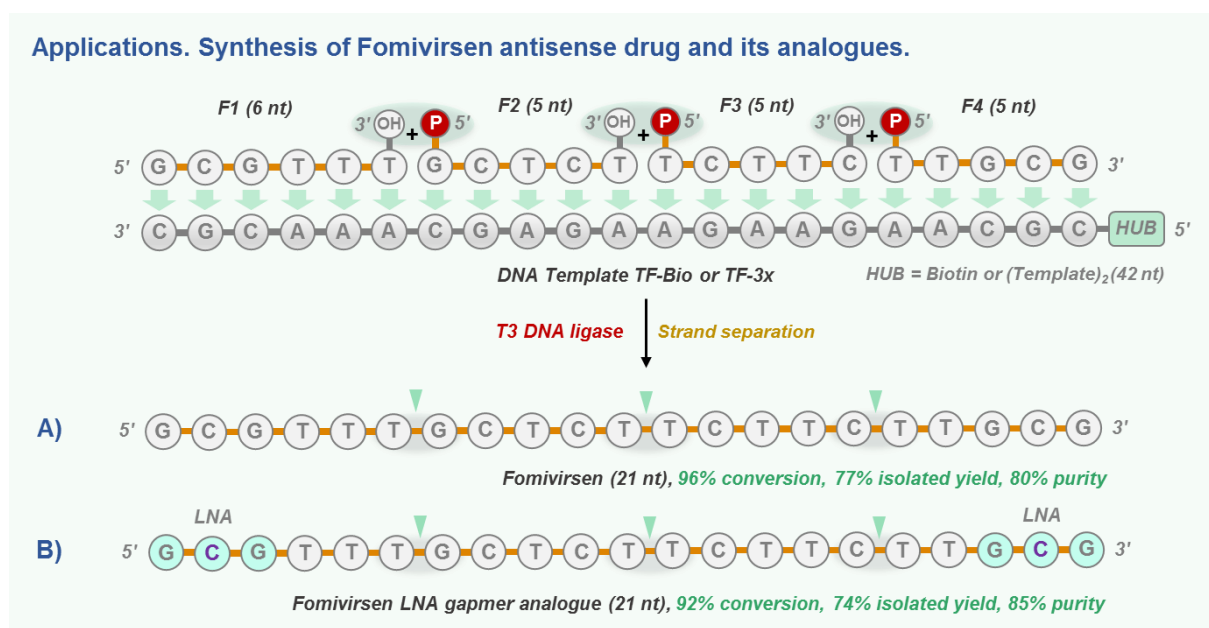 Applications. Synthesis of Fomivirsen antisense drug and its analogues.
F1 (6 nt) F2 (5 nt) F3 (5 nt) F4 (5 nt)
3' OH + P 5' 3' OH + P 5' 3' OH + P 5'
5' G C G T T T G C T C T T C T T C T T G C G 3'
3' C G C A A A C G A G A A G A A G A A C G C HUB 5'
DNA Template TF-Bio or TF-3x HUB = Biotin or (Template)₂(42 nt)
T3 DNA ligase Strand separation
A) 5' G C G T T T G C T C T T C T T C T T G C G 3'
Fomivirsen (21 nt), 96% conversion, 77% isolated yield, 80% purity
LNA LNA
B) 5' G C G T T T G C T C T T C T T C T T G C G 3'
Fomivirsen LNA gapmer analogue (21 nt), 92% conversion, 74% isolated yield, 85% purity